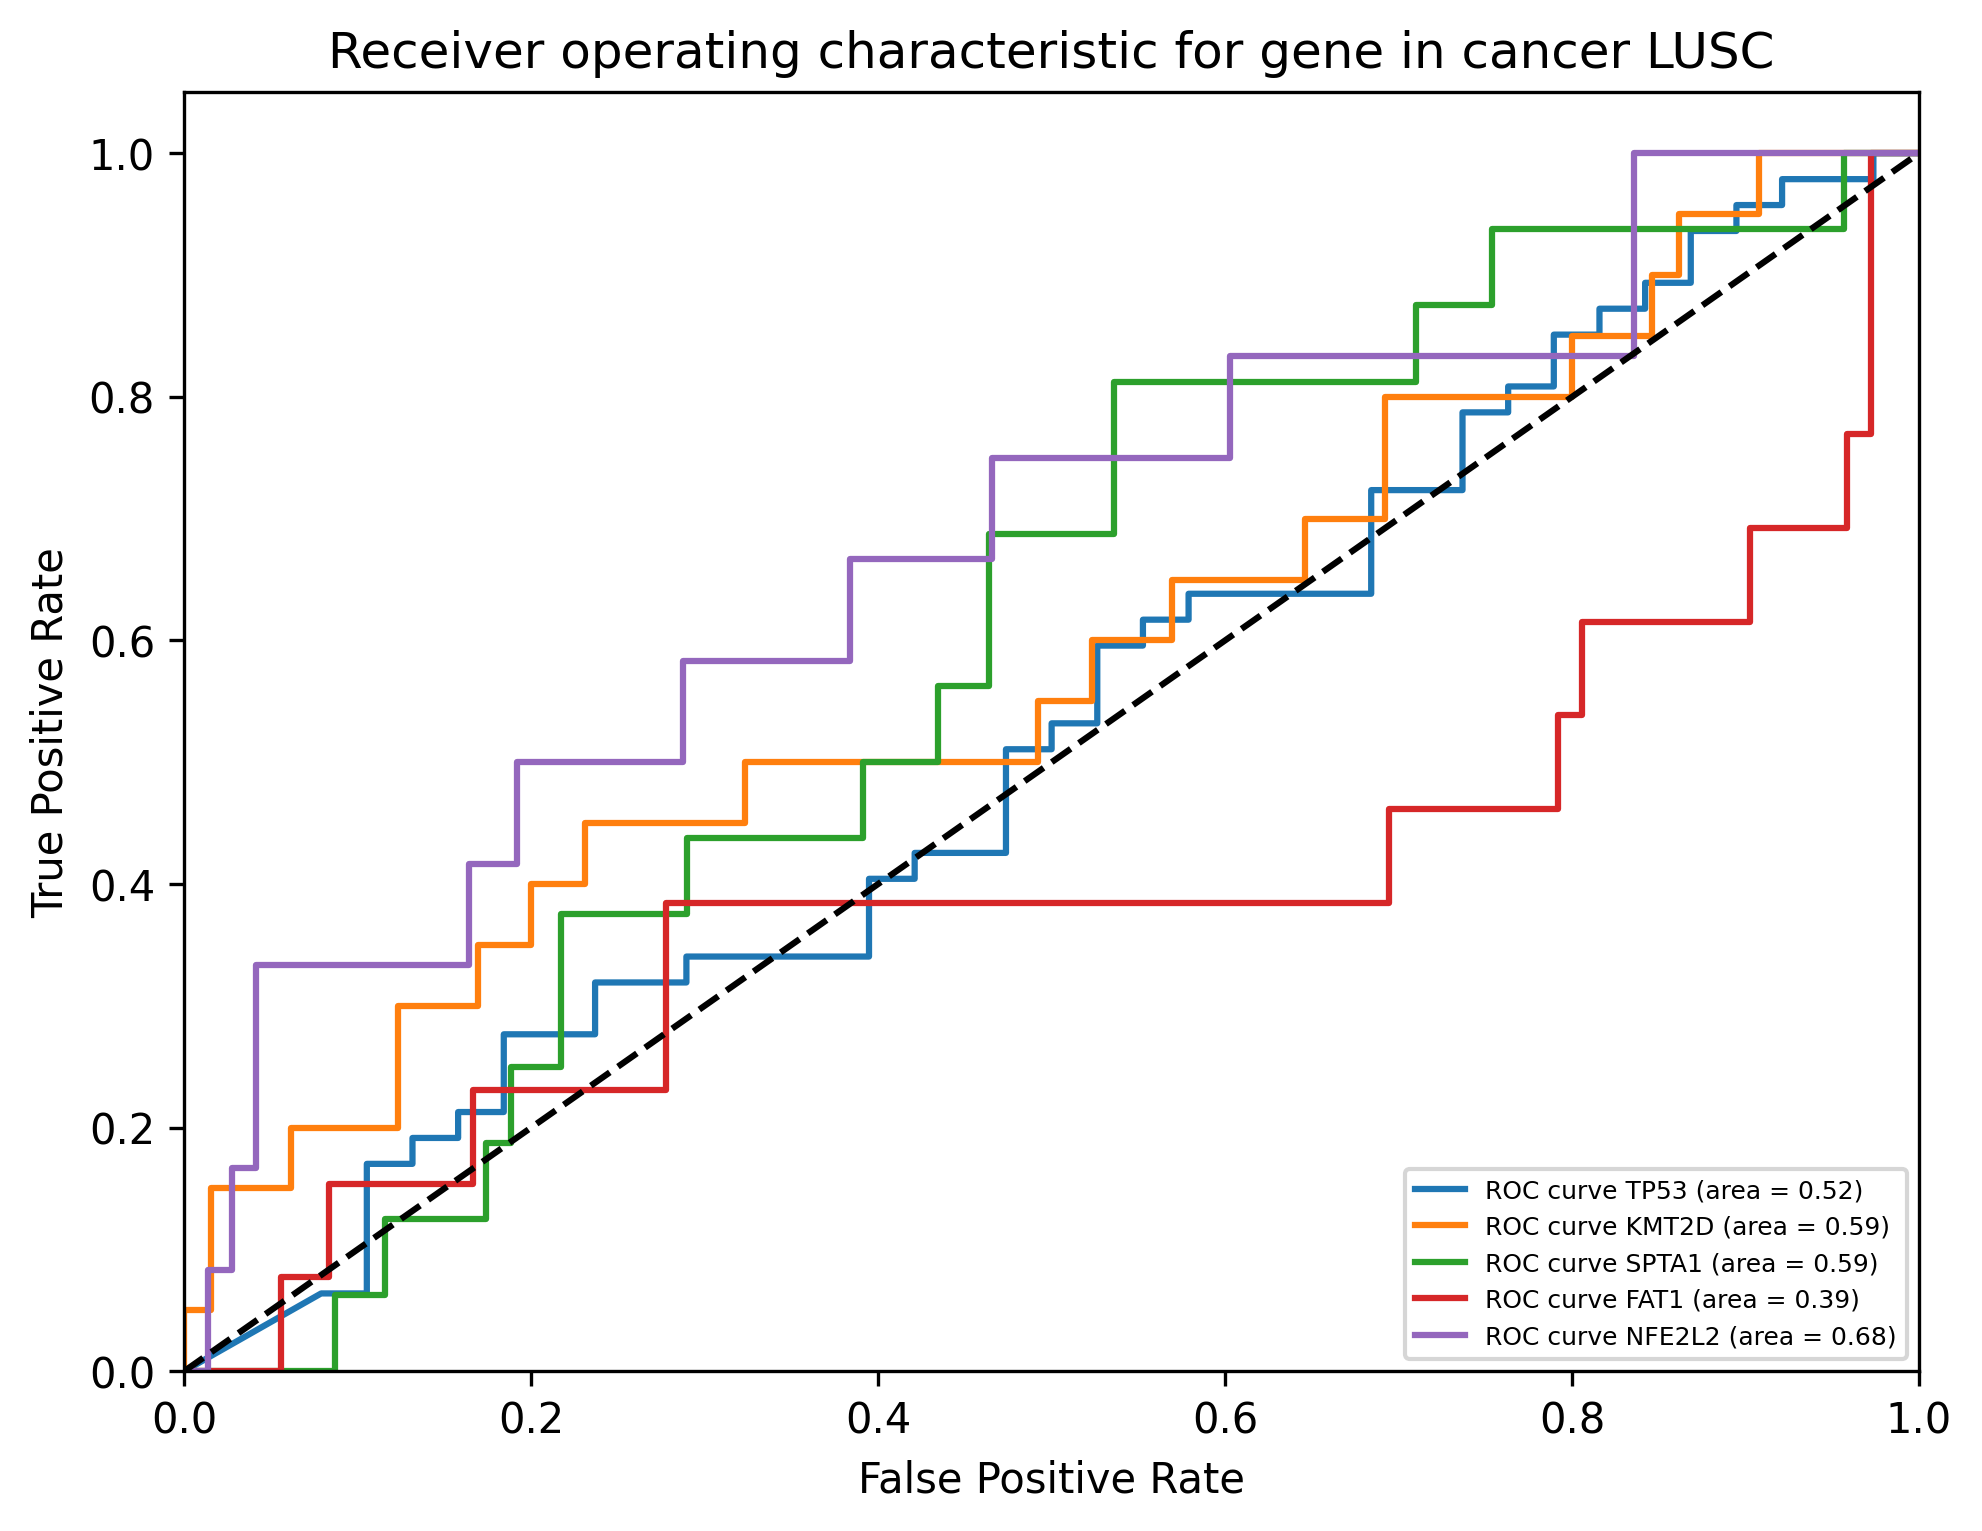 Receiver operating characteristic for gene in cancer LUSC
True Positive Rate
1.0
0.8
0.6
0.4
0.2
0.0
0.0 0.2 0.4 0.6 0.8 1.0
False Positive Rate
ROC curve TP53 (area = 0.52)
ROC curve KMT2D (area = 0.59)
ROC curve SPTA1 (area = 0.59)
ROC curve FAT1 (area = 0.39)
ROC curve NFE2L2 (area = 0.68)